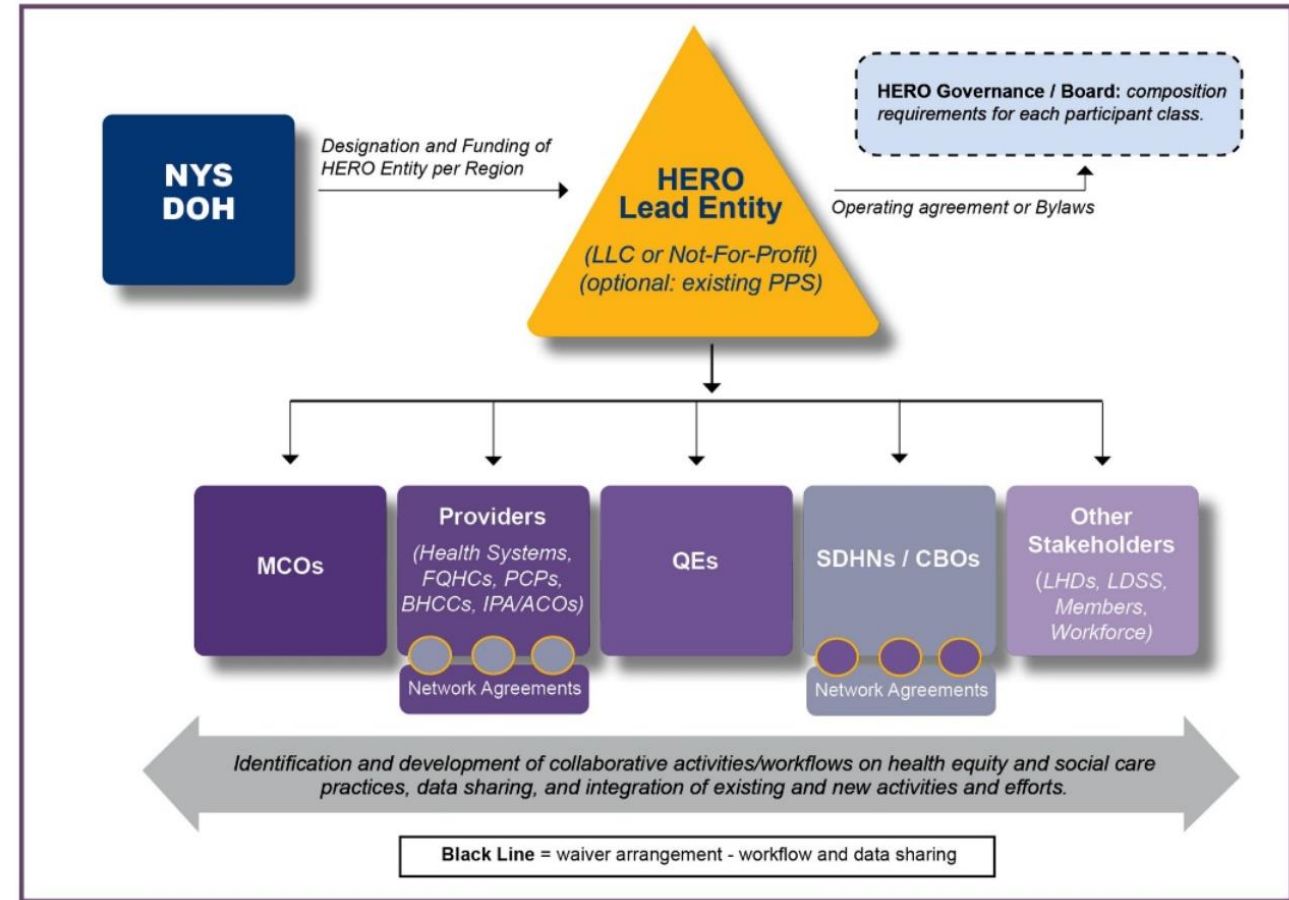 NYS
DOH
Designation and Funding of
HERO Entity per Region
HERO
Lead Entity
(LLC or Not-For-Profit)
(optional: existing PPS)
HERO Governance / Board: composition
requirements for each participant class.
Operating agreement or Bylaws
MCOs
Providers
(Health Systems,
FQHCs, PCPs,
BHCCs, IPA/ACOs)
Network Agreements
QEs
SDHNs / CBOs
Network Agreements
Other
Stakeholders
(LHDs, LDSS,
Members,
Workforce)
Identification and development of collaborative activities/workflows on health equity and social care
practices, data sharing, and integration of existing and new activities and efforts.
Black Line = waiver arrangement - workflow and data sharing